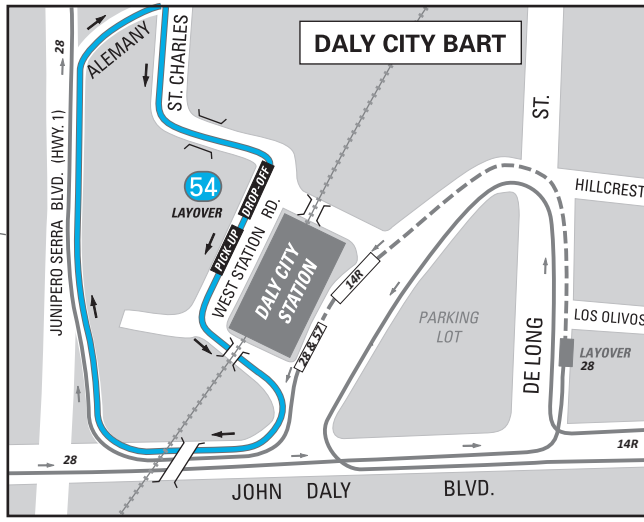 DALY CITY BART
28
ALEMANY
ST. CHARLES
JUNIPERO SERRA BLVD. (HWY. 1)
54
LAYOVER
DROP-OFF
PICK-UP
WEST STATION RD.
DALY CITY
STATION
14R
28 & 57
ST.
HILLCREST
PARKING
LOT
DE LONG
LOS OLIVOS
LAYOVER
28
14R
28
JOHN DALY BLVD.